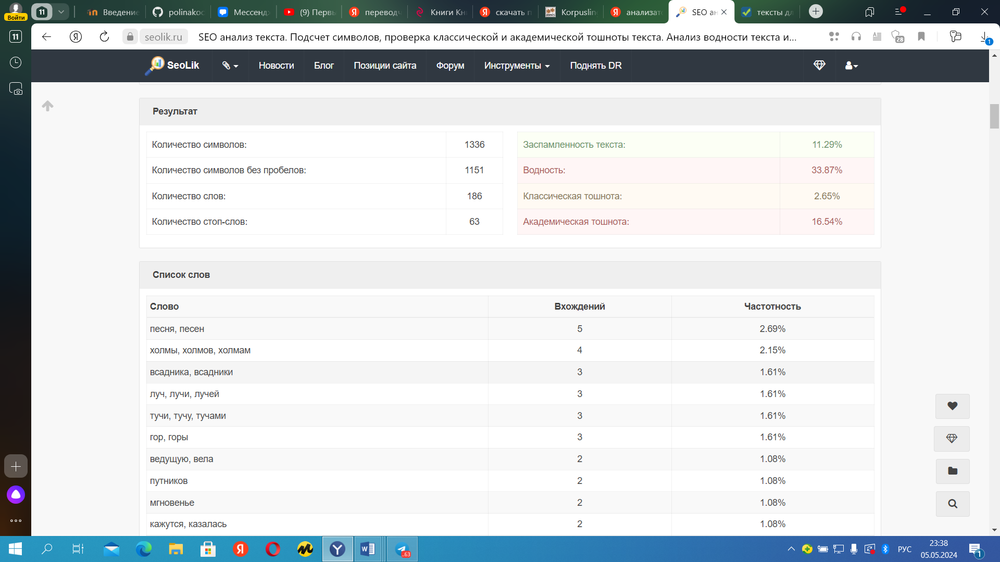 Войти
11
Введение
polinakoc
Мессендж
(9) Первы
переводч
Книги Кн
скачать п
Korpuslin
анализато
SEO ан
тексты дл
11
seolik.ru
SEO анализ текста. Подсчет символов, проверка классической и академической тошноты текста. Анализ водности текста и...
28
1
SeoLik
Новости
Блог
Позиции сайта
Форум
Инструменты
Поднять DR
Результат
Количество символов: 1336
Заспамленность текста: 11.29%
Количество символов без пробелов: 1151
Водность: 33.87%
Количество слов: 186
Классическая тошнота: 2.65%
Количество стоп-слов: 63
Академическая тошнота: 16.54%
Список слов
Слово Вхождений Частотность
песня, песен 5 2.69%
холмы, холмов, холмам 4 2.15%
всадника, всадники 3 1.61%
луч, лучи, лучей 3 1.61%
тучи, тучу, тучами 3 1.61%
гор, горы 3 1.61%
ведущую, вела 2 1.08%
путников 2 1.08%
мгновенье 2 1.08%
кажутся, казалась 2 1.08%
..63
РУС
23:38
05.05.2024
1